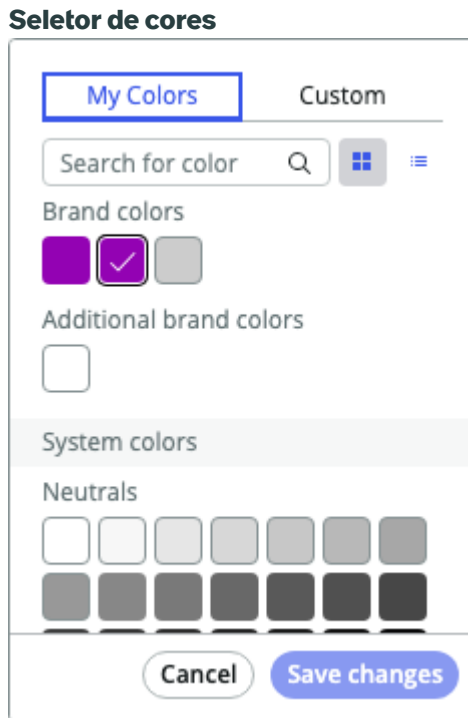 Seletor de cores
My Colors
Custom
Search for color
Brand colors
Additional brand colors
System colors
Neutrals
Cancel
Save changes